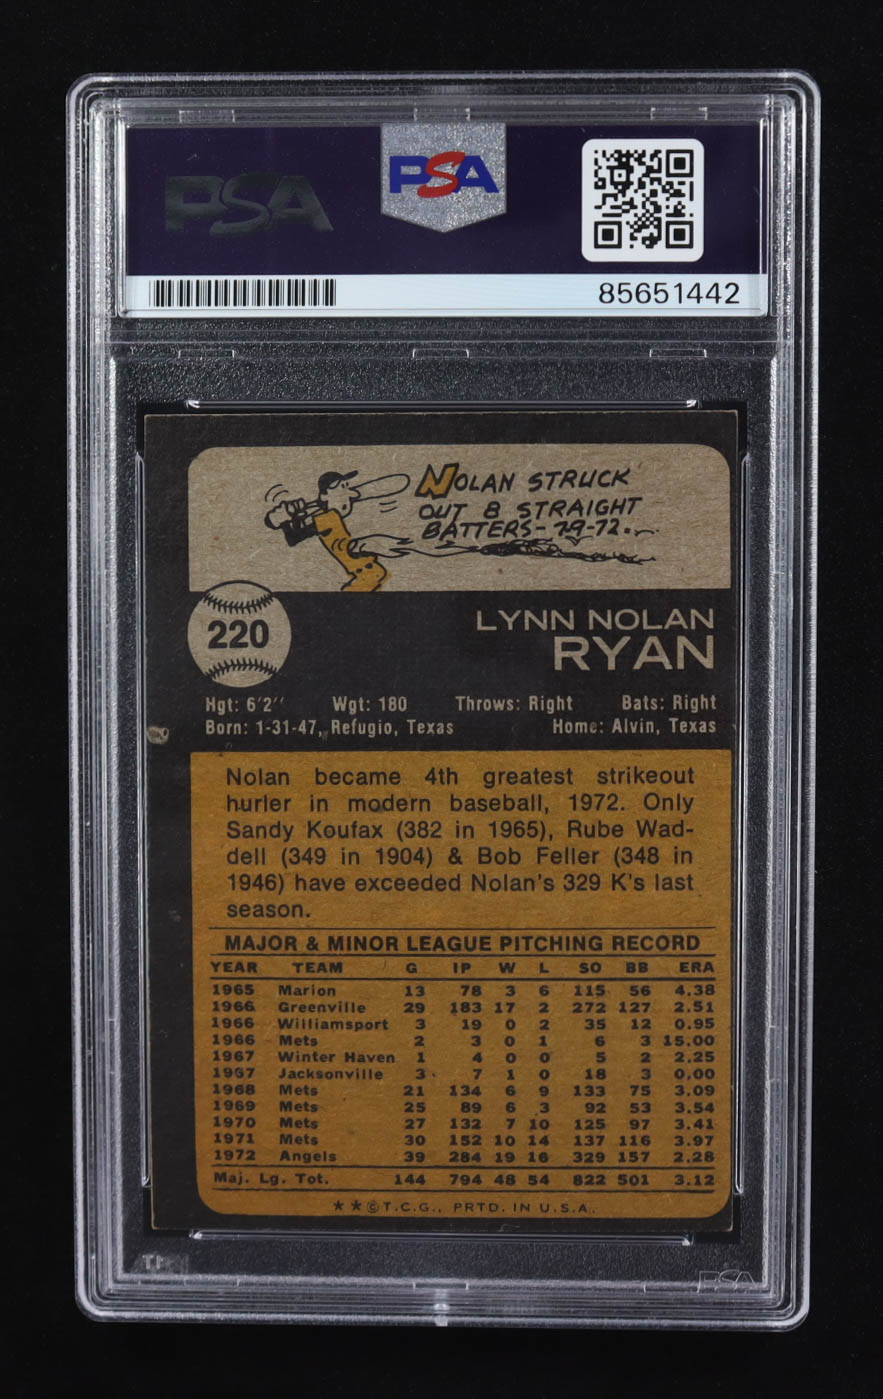 PSA
PSA
85651442
NOLAN STRUCK
OUT 8 STRAIGHT
BATTERS-7-9-72...
220
LYNN NOLAN
RYAN
Hgt: 6'2'' Wgt: 180 Throws: Right Bats: Right
Born: 1-31-47, Refugio, Texas Home: Alvin, Texas
Nolan became 4th greatest strikeout
hurler in modern baseball, 1972. Only
Sandy Koufax (382 in 1965), Rube Wad-
dell (349 in 1904) & Bob Feller (348 in
1946) have exceeded Nolan's 329 K's last
season.
MAJOR & MINOR LEAGUE PITCHING RECORD
YEAR TEAM G IP W L SO BB ERA
1965 Marion 13 78 3 6 115 56 4.38
1966 Greenville 29 183 17 2 272 127 2.51
1966 Williamsport 3 19 0 2 35 12 0.95
1966 Mets 2 3 0 1 6 3 15.00
1967 Winter Haven 1 4 0 0 5 2 2.25
1967 Jacksonville 3 7 1 0 18 3 0.00
1968 Mets 21 134 6 9 133 75 3.09
1969 Mets 25 89 6 3 92 53 3.54
1970 Mets 27 132 7 10 125 97 3.41
1971 Mets 30 152 10 14 137 116 3.97
1972 Angels 39 284 19 16 329 157 2.28
Maj. Lg. Tot. 144 794 48 54 822 501 3.12
★★©T.C.G., PRTD. IN U.S.A.
PSA